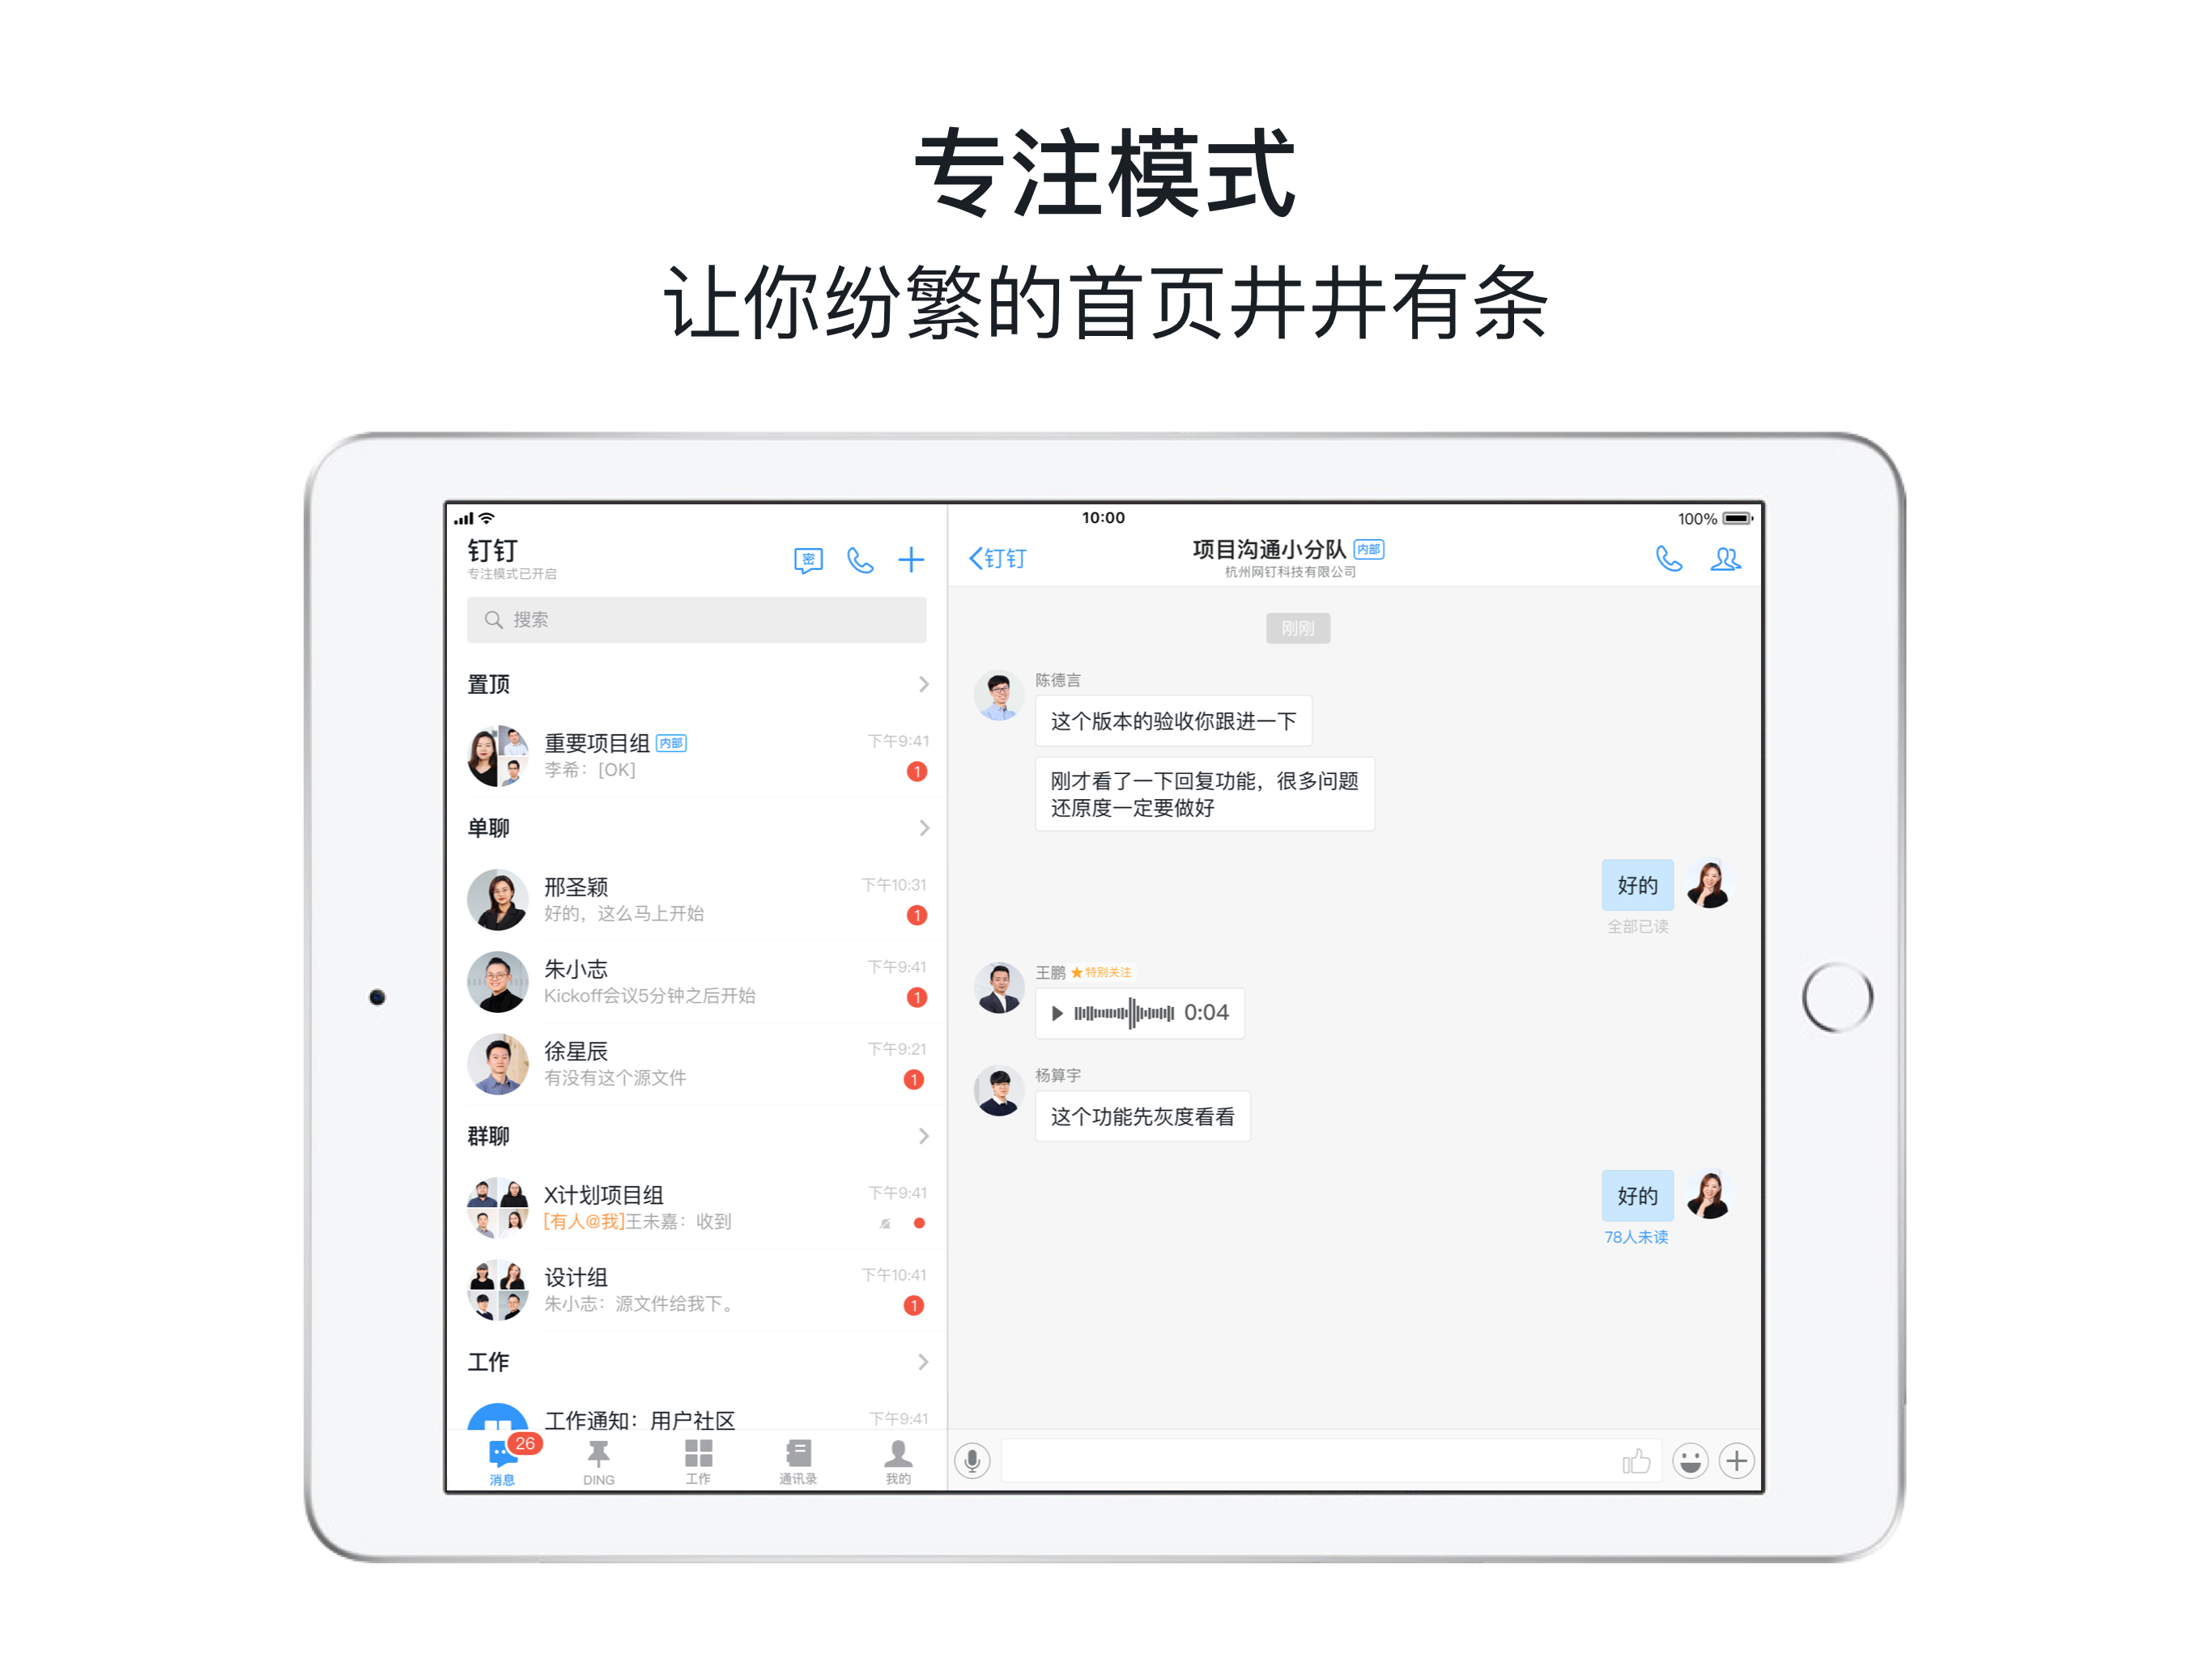 专注模式
让你纷繁的首页井井有条
10:00
100%
钉钉
专注模式已开启
密
搜索
置顶
重要项目组 内部
下午9:41
李希：[OK]
1
单聊
邢圣颖
下午10:31
好的，这么马上开始
1
朱小志
下午9:41
Kickoff会议5分钟之后开始
1
徐星辰
下午9:21
有没有这个源文件
1
群聊
X计划项目组
下午9:41
[有人@我]王未嘉：收到
设计组
下午10:41
朱小志：源文件给我下。
1
工作
工作通知：用户社区
下午9:41
26
消息
DING
工作
通讯录
我的
钉钉
项目沟通小分队 内部
杭州网钉科技有限公司
刚刚
陈德言
这个版本的验收你跟进一下
刚才看了一下回复功能，很多问题
还原度一定要做好
好的
全部已读
王鹏 特别关注
0:04
杨算宇
这个功能先灰度看看
好的
78人未读